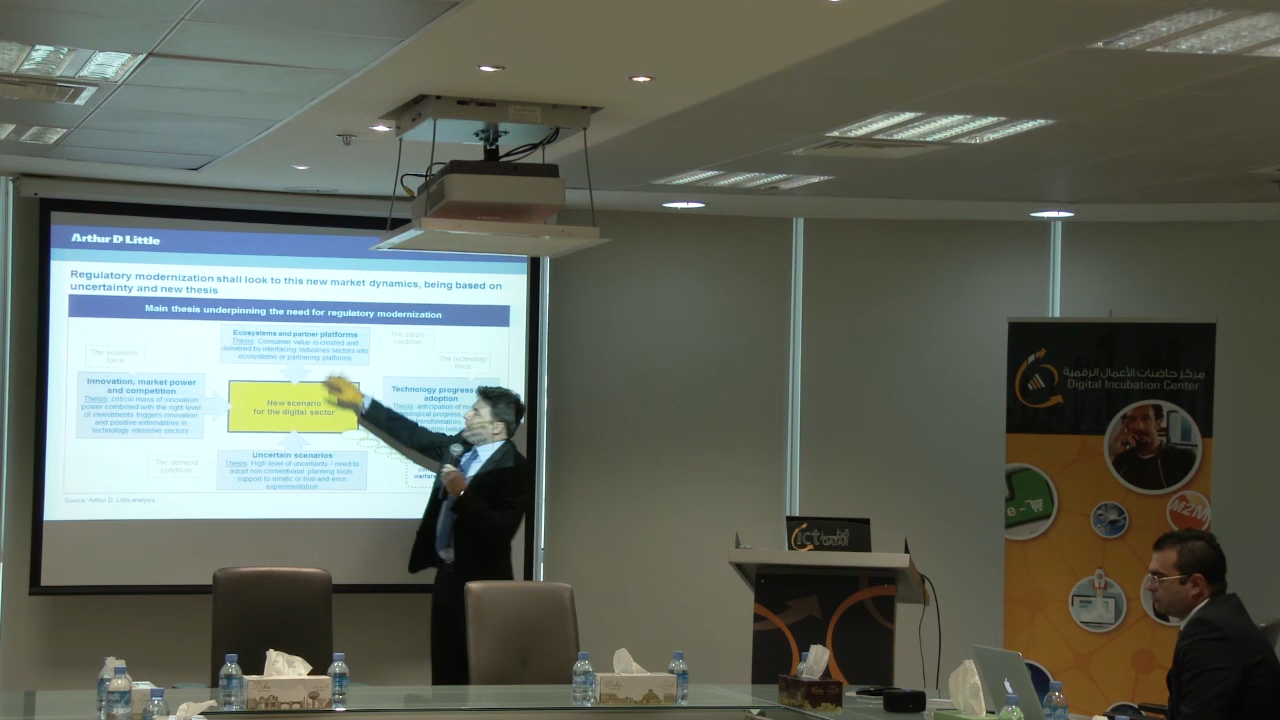 Arthur D Little
Regulatory modernization shall look to this new market dynamics, being based on
uncertainty and new thesis
Main thesis underpinning the need for regulatory modernization
Ecosystems and partner platforms
Thesis: Consumer value is created and
delivered by interfacing industries sectors into
ecosystems or partnering platforms
The supply
condition
The economic
force
The technology
force
Innovation, market power
and competition
Thesis: critical mass of innovation
power combined with the right level
of investments triggers innovation
and positive externalities in
technology intensive sectors
New scenario
for the digital sector
Technology progress
adoption
Thesis: anticipation of
progress,
The demand
condition
Uncertain scenarios
Thesis: High level of uncertainty / need to
adopt non-conventional planning tools,
support to erratic or trial-and error
experimentation
Source: Arthur D. Little analysis
ict
QATAR
مركز حاضنات الأعمال الرقمية
Digital Incubation Center
e-
M2M